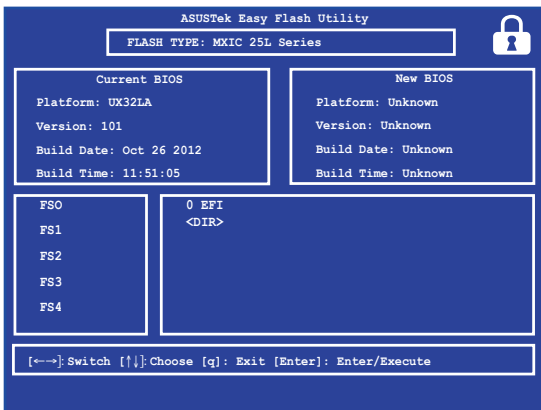 ASUSTek Easy Flash Utility
FLASH TYPE: MXIC 25L Series
Current BIOS
Platform: UX32LA
Version: 101
Build Date: Oct 26 2012
Build Time: 11:51:05
New BIOS
Platform: Unknown
Version: Unknown
Build Date: Unknown
Build Time: Unknown
FSO
FS1
FS2
FS3
FS4
0 EFI
<DIR>
[←→]: Switch [↑↓]: Choose [q]: Exit [Enter]: Enter/Execute